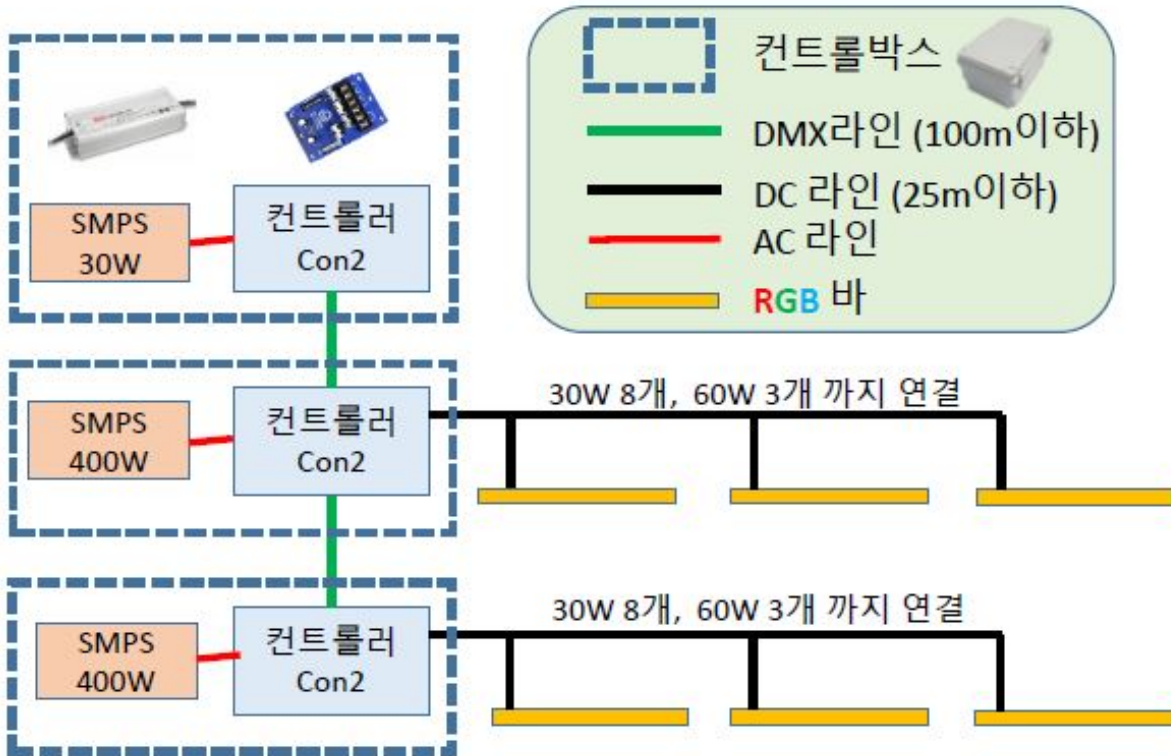 컨트롤박스
DMX라인 (100m이하)
DC 라인 (25m이하)
AC 라인
RGB 바
SMPS
30W
컨트롤러
Con2
SMPS
400W
컨트롤러
Con2
30W 8개, 60W 3개 까지 연결
SMPS
400W
컨트롤러
Con2
30W 8개, 60W 3개 까지 연결